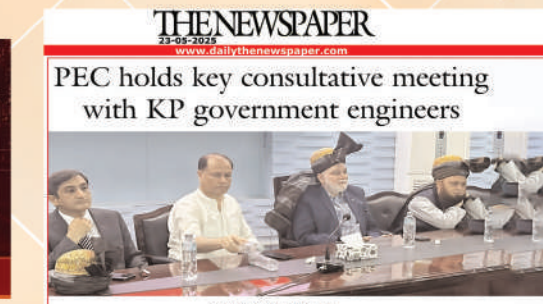 THE NEWSPAPER
23-05-2025
www.dailythenewspaper.com
PEC holds key consultative meeting
with KP government engineers